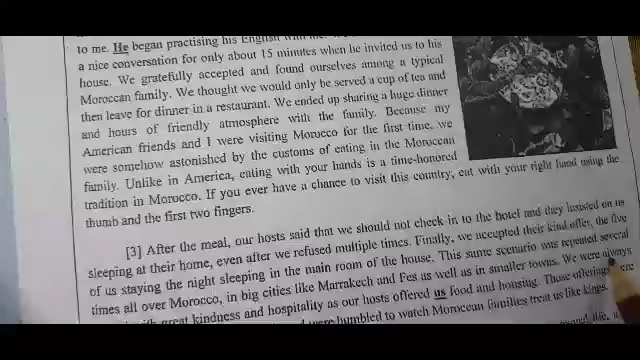 to me. He began practising his English with me.
a nice conversation for only about 15 minutes when he invited us to his
house. We gratefully accepted and found ourselves among a typical
Moroccan family. We thought we would only be served a cup of tea and
then leave for dinner in a restaurant. We ended up sharing a huge dinner
and hours of friendly atmosphere with the family. Because my
American friends and I were visiting Morocco for the first time, we
were somehow astonished by the customs of eating in the Moroccan
family. Unlike in America, eating with your hands is a time-honored
tradition in Morocco. If you ever have a chance to visit this country, eat with your right hand using the
thumb and the first two fingers.
[3] After the meal, our hosts said that we should not check in to the hotel and they insisted on us
sleeping at their home, even after we refused multiple times. Finally, we accepted their kind offer, the five
of us staying the night sleeping in the main room of the house. This same scenario was repeated several
times all over Morocco, in big cities like Marrakech and Fes as well as in smaller towns. We were always
great kindness and hospitality as our hosts offered us food and housing. Those offerings were
were humbled to watch Moroccan families treat us like kings.